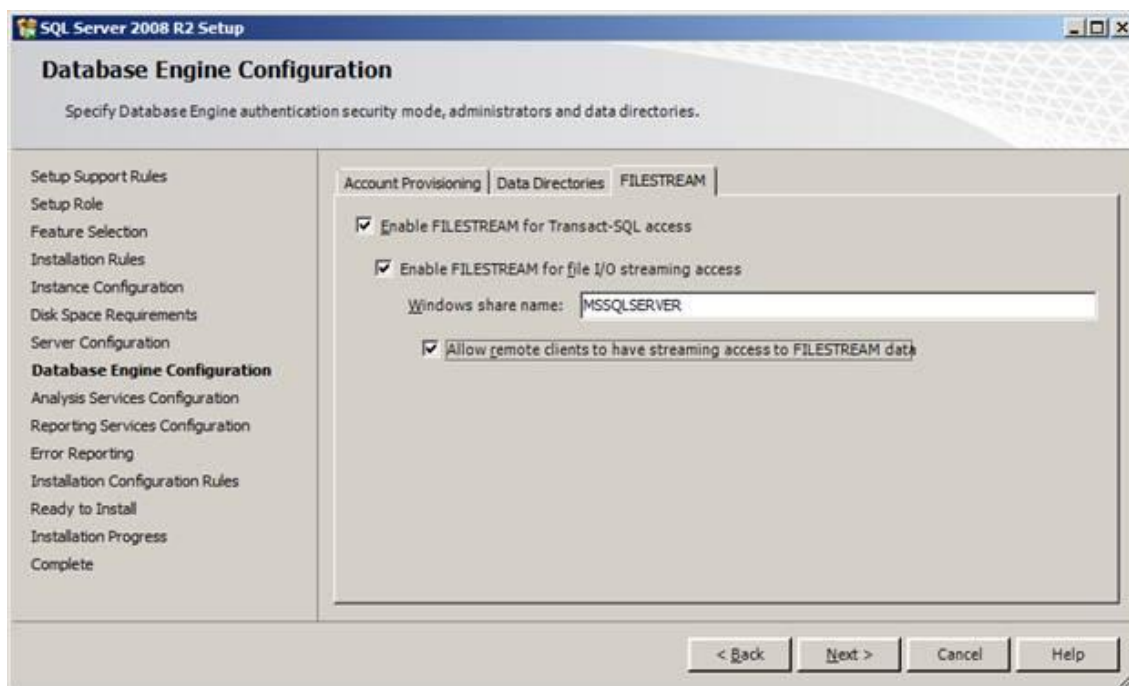 SQL Server 2008 R2 Setup
Database Engine Configuration
Specify Database Engine authentication security mode, administrators and data directories.
Setup Support Rules
Setup Role
Feature Selection
Installation Rules
Instance Configuration
Disk Space Requirements
Server Configuration
Database Engine Configuration
Analysis Services Configuration
Reporting Services Configuration
Error Reporting
Installation Configuration Rules
Ready to Install
Installation Progress
Complete
Account Provisioning Data Directories FILESTREAM
Enable FILESTREAM for Transact-SQL access
Enable FILESTREAM for file I/O streaming access
Windows share name: MSSQLSERVER
Allow remote clients to have streaming access to FILESTREAM data
< Back Next > Cancel Help